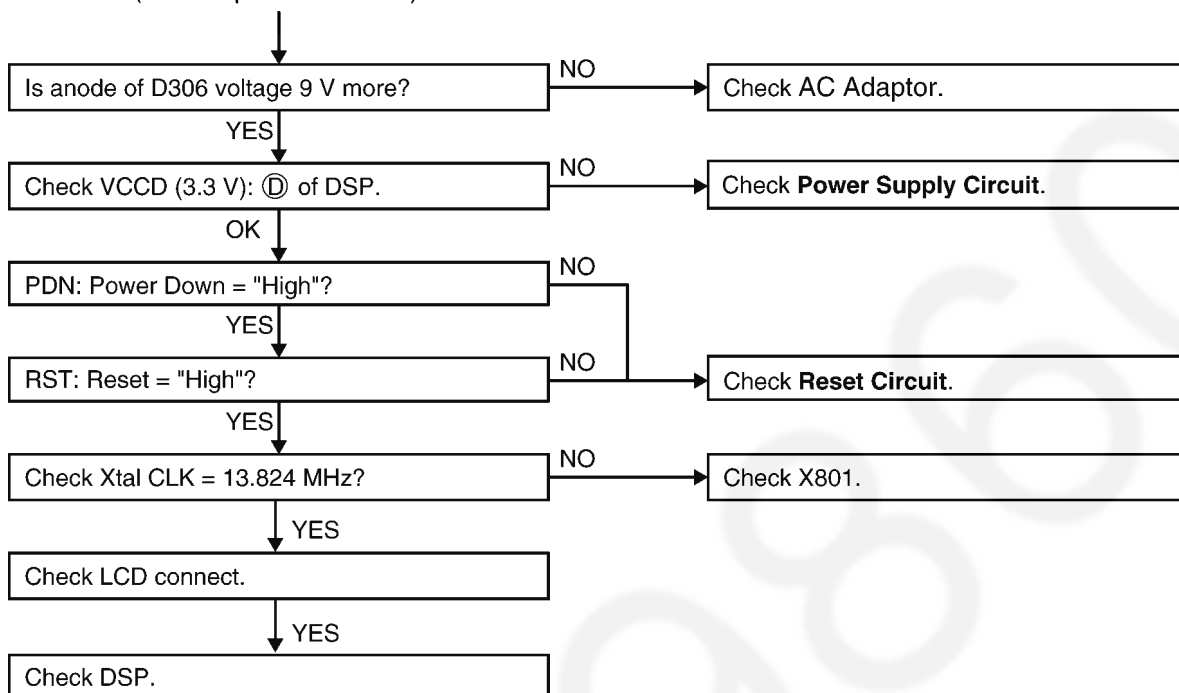 Is anode of D306 voltage 9 V more?
NO
Check AC Adaptor.
YES
Check VCCD (3.3 V): Ⓓ of DSP.
NO
Check Power Supply Circuit.
OK
PDN: Power Down = "High"?
NO
YES
RST: Reset = "High"?
NO
Check Reset Circuit.
YES
Check Xtal CLK = 13.824 MHz?
NO
Check X801.
YES
Check LCD connect.
YES
Check DSP.